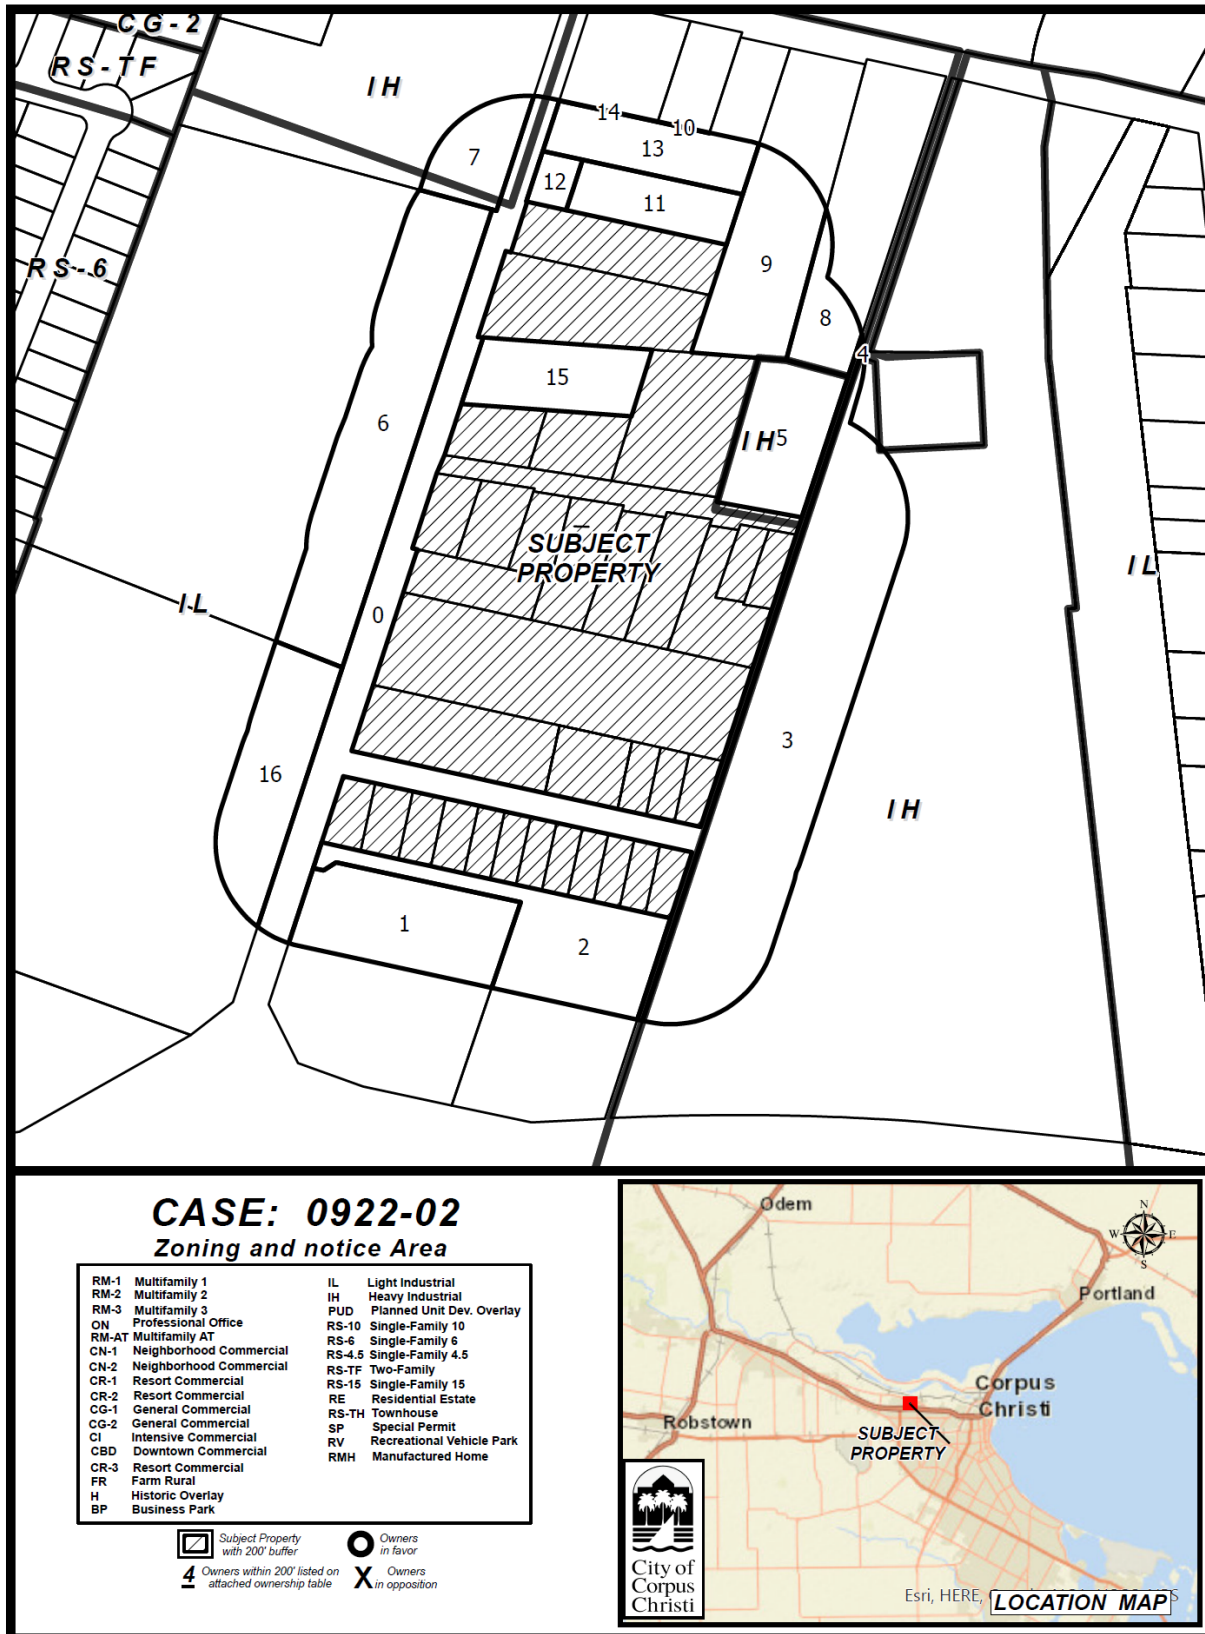 CG-2
RS-TF
IH
14
10
7
13
12
11
RS-6
9
8
4
15
6
IH
5
SUBJECT
PROPERTY
IL
IL
0
3
16
IH
1
2
CASE: 0922-02
Zoning and notice Area
RM-1 Multifamily 1
RM-2 Multifamily 2
RM-3 Multifamily 3
ON Professional Office
RM-AT Multifamily AT
CN-1 Neighborhood Commercial
CN-2 Neighborhood Commercial
CR-1 Resort Commercial
CR-2 Resort Commercial
CG-1 General Commercial
CG-2 General Commercial
CI Intensive Commercial
CBD Downtown Commercial
CR-3 Resort Commercial
FR Farm Rural
H Historic Overlay
BP Business Park
IL Light Industrial
IH Heavy Industrial
PUD Planned Unit Dev. Overlay
RS-10 Single-Family 10
RS-6 Single-Family 6
RS-4.5 Single-Family 4.5
RS-TF Two-Family
RS-15 Single-Family 15
RE Residential Estate
RS-TH Townhouse
SP Special Permit
RV Recreational Vehicle Park
RMH Manufactured Home
Subject Property
with 200' buffer
Owners
in favor
4 Owners within 200' listed on
attached ownership table
X Owners
in opposition
Odem
N
W E
S
Portland
Corpus
Christi
Robstown
SUBJECT
PROPERTY
City of
Corpus
Christi
Esri, HERE,
LOCATION MAP